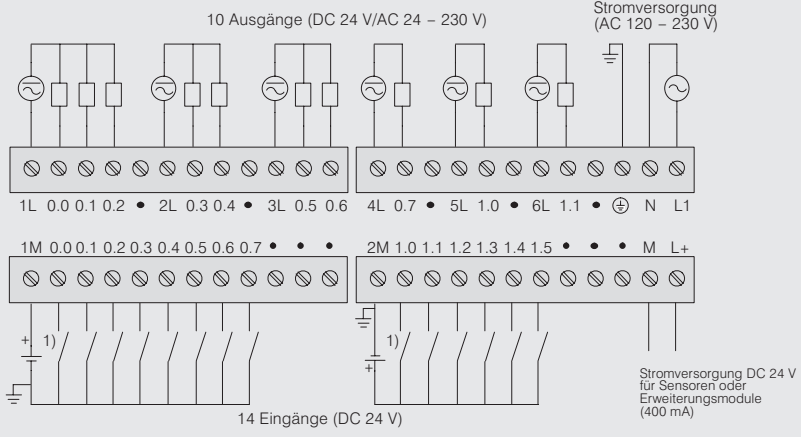 10 Ausgänge (DC 24 V/AC 24 – 230 V)
Stromversorgung
(AC 120 – 230 V)
1L 0.0 0.1 0.2 • 2L 0.3 0.4 • 3L 0.5 0.6
4L 0.7 • 5L 1.0 • 6L 1.1 • ⏚ N L1
1M 0.0 0.1 0.2 0.3 0.4 0.5 0.6 0.7 • • •
2M 1.0 1.1 1.2 1.3 1.4 1.5 • • • M L+
+ 1)
1)
+
14 Eingänge (DC 24 V)
Stromversorgung DC 24 V
für Sensoren oder
Erweiterungsmodule
(400 mA)